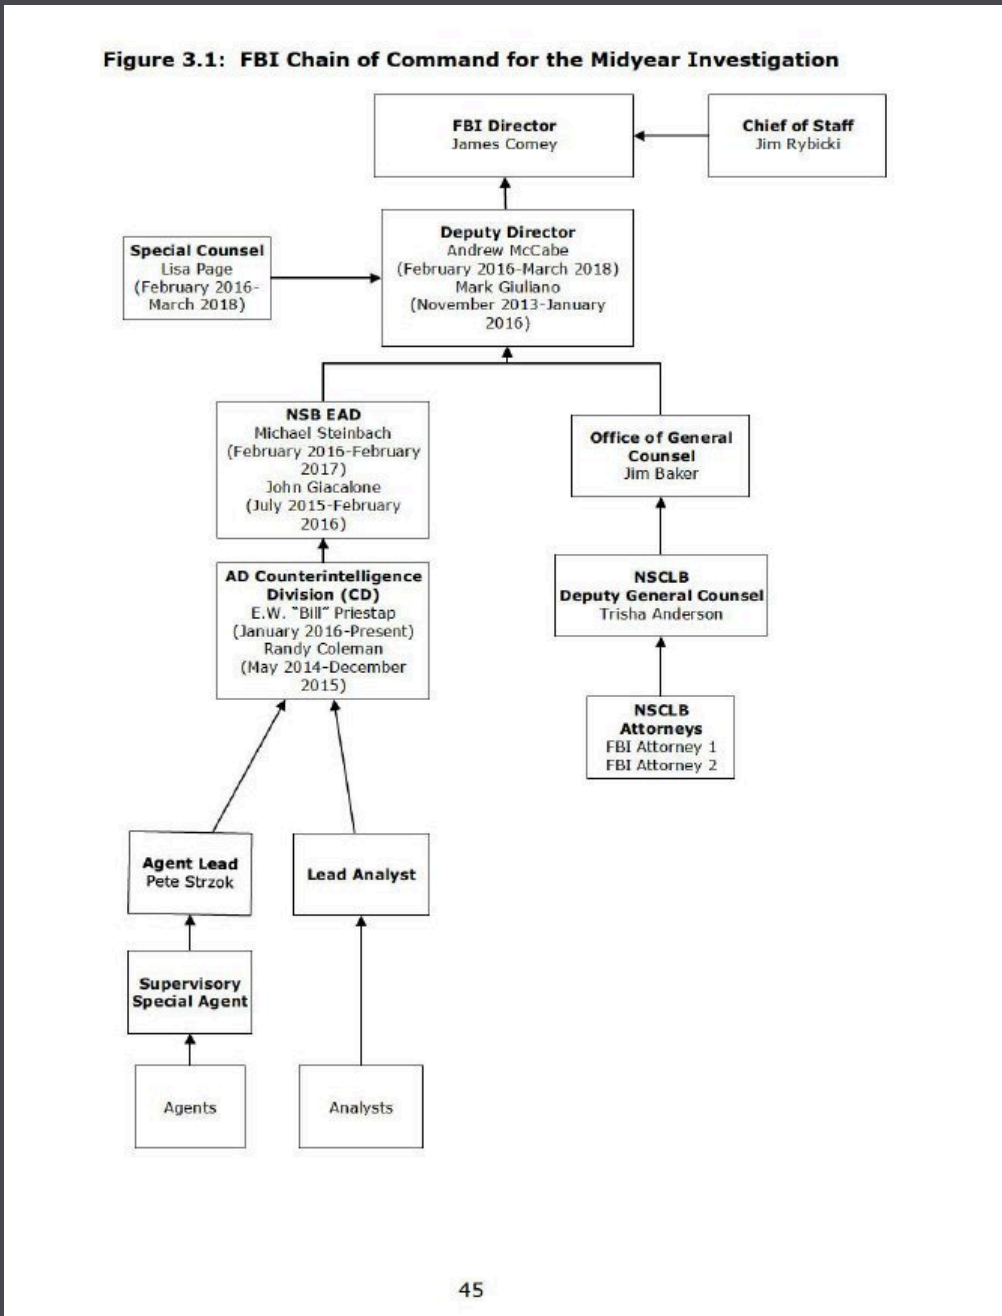 Figure 3.1: FBI Chain of Command for the Midyear Investigation
FBI Director
James Comey
Chief of Staff
Jim Rybicki
Deputy Director
Andrew McCabe
(February 2016-March 2018)
Mark Giuliano
(November 2013-January
2016)
Special Counsel
Lisa Page
(February 2016-
March 2018)
NSB EAD
Michael Steinbach
(February 2016-February
2017)
John Giacalone
(July 2015-February
2016)
Office of General
Counsel
Jim Baker
AD Counterintelligence
Division (CD)
E.W. "Bill" Priestap
(January 2016-Present)
Randy Coleman
(May 2014-December
2015)
NSCLB
Deputy General Counsel
Trisha Anderson
NSCLB
Attorneys
FBI Attorney 1
FBI Attorney 2
Agent Lead
Pete Strzok
Lead Analyst
Supervisory
Special Agent
Agents
Analysts
45